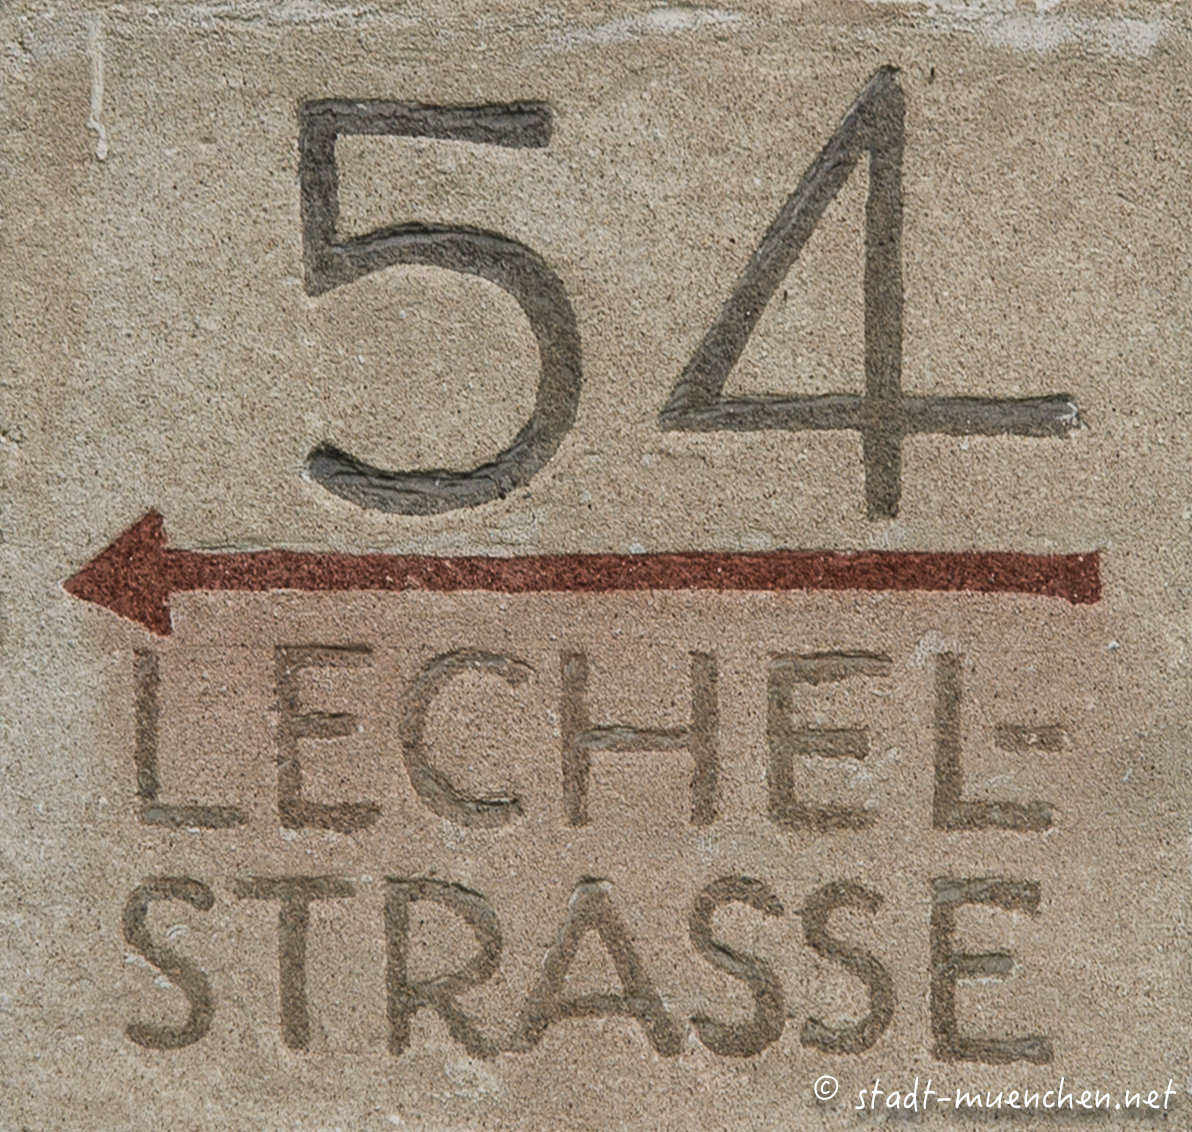 54
LECHEL-
STRASSE
© stadt-muenchen.net